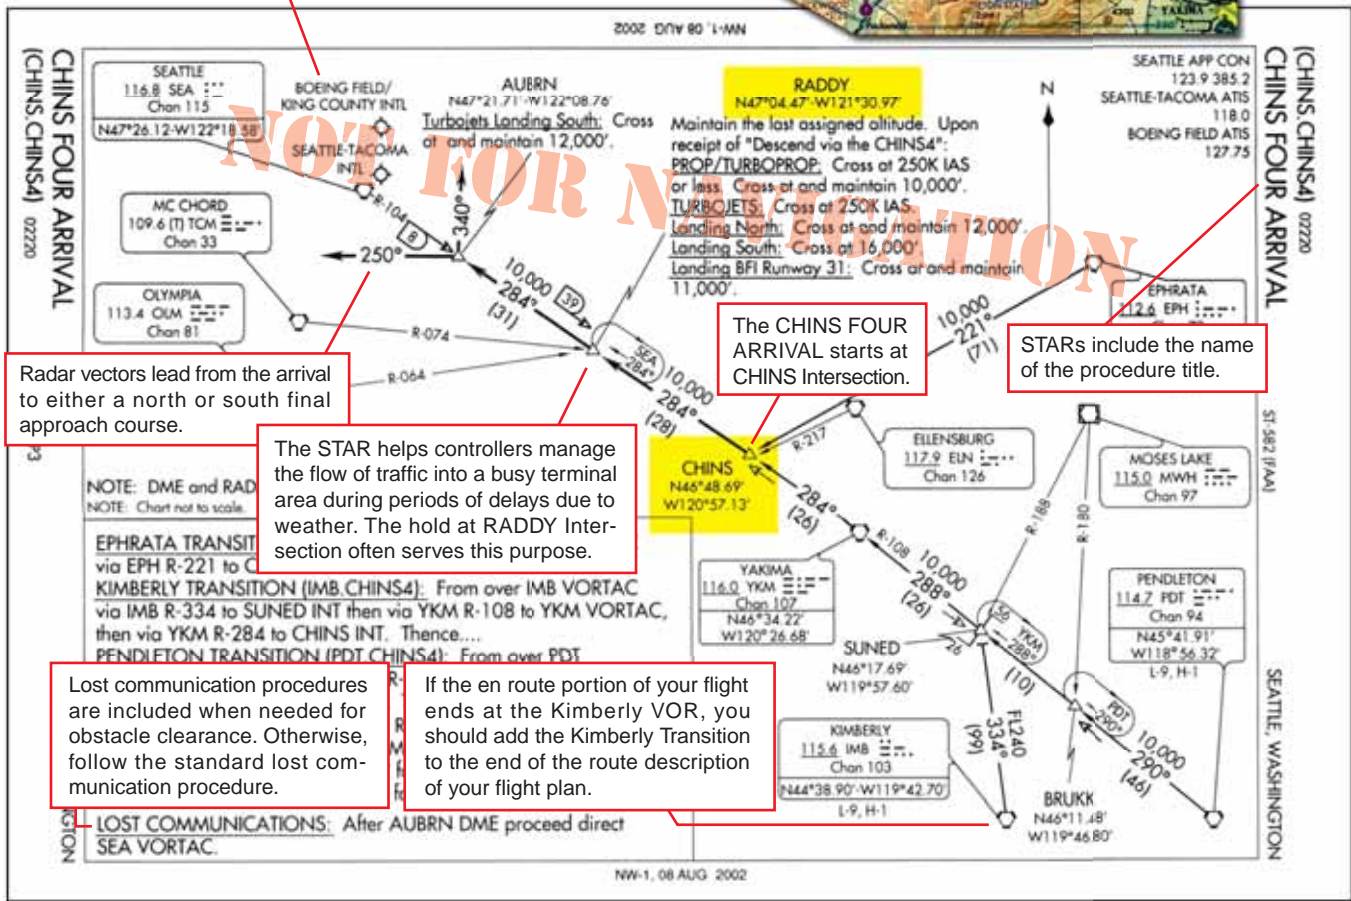 NW-1, 08 AUG 2002
CHINS FOUR ARRIVAL
(CHINS.CHINS4) 02220
SEATTLE
116.8 SEA
Chan 115
N47°26.12-W122°18.58'
BOEING FIELD/
KING COUNTY INTL
SEATTLE-TACOMA
INTL
AUBRN
N47°21.71'-W122°08.76'
Turbojets Landing South: Cross
at and maintain 12,000'.
RADDY
N47°04.47'-W121°30.97'
Maintain the last assigned altitude. Upon
receipt of "Descend via the CHINS4":
PROP/TURBOPROP: Cross at 250K IAS
or less. Cross at and maintain 10,000'.
TURBOJETS: Cross at 250K IAS.
Landing North: Cross at and maintain 12,000'.
Landing South: Cross at 16,000'.
Landing BFI Runway 31: Cross at and maintain
11,000'.
N
SEATTLE APP CON
123.9 385.2
SEATTLE-TACOMA ATIS
118.0
BOEING FIELD ATIS
127.75
(CHINS.CHINS4) 02220
CHINS FOUR ARRIVAL
YAKIMA
NOT FOR NAVIGATION
MC CHORD
109.6 (T) TCM
Chan 33
OLYMPIA
113.4 OLM
Chan 81
R-104
8
340°
250°
10,000
284°
(31)
39
R-074
R-064
SEA
284°
10,000
284°
(28)
The CHINS FOUR
ARRIVAL starts at
CHINS Intersection.
10,000
221°
(71)
EPHRATA
112.6 EPH
STARs include the name
of the procedure title.
Radar vectors lead from the arrival
to either a north or south final
approach course.
P3
The STAR helps controllers manage
the flow of traffic into a busy terminal
area during periods of delays due to
weather. The hold at RADDY Inter-
section often serves this purpose.
CHINS
N46°48.69'
W120°57.13'
R-217
ELLENSBURG
117.9 ELN
Chan 126
MOSES LAKE
115.0 MWH
Chan 97
ST-582 (FAA)
NOTE: DME and RAD
NOTE: Chart not to scale.
284°
(26)
R-188
R-180
R-108
10,000
288°
(26)
YAKIMA
116.0 YKM
Chan 107
N46°34.22'
W120°26.68'
PENDLETON
114.7 PDT
Chan 94
N45°41.91'
W118°56.32'
L-9, H-1
EPHRATA TRANSIT
via EPH R-221 to C
KIMBERLY TRANSITION (IMB.CHINS4): From over IMB VORTAC
via IMB R-334 to SUNED INT then via YKM R-108 to YKM VORTAC,
then via YKM R-284 to CHINS INT. Thence....
PENDLETON TRANSITION (PDT.CHINS4): From over PDT
SUNED
N46°17.69'
W119°57.60'
56
26
YKM
288°
(10)
PDT
290°
10,000
290°
(46)
FL240
334°
(99)
Lost communication procedures
are included when needed for
obstacle clearance. Otherwise,
follow the standard lost com-
munication procedure.
If the en route portion of your flight
ends at the Kimberly VOR, you
should add the Kimberly Transition
to the end of the route description
of your flight plan.
KIMBERLY
115.6 IMB
Chan 103
N44°38.90'-W119°42.70'
L-9, H-1
BRUKK
N46°11.48'
W119°46.80'
SEATTLE, WASHINGTON
LOST COMMUNICATIONS: After AUBRN DME proceed direct
SEA VORTAC.
NGTON
NW-1, 08 AUG 2002